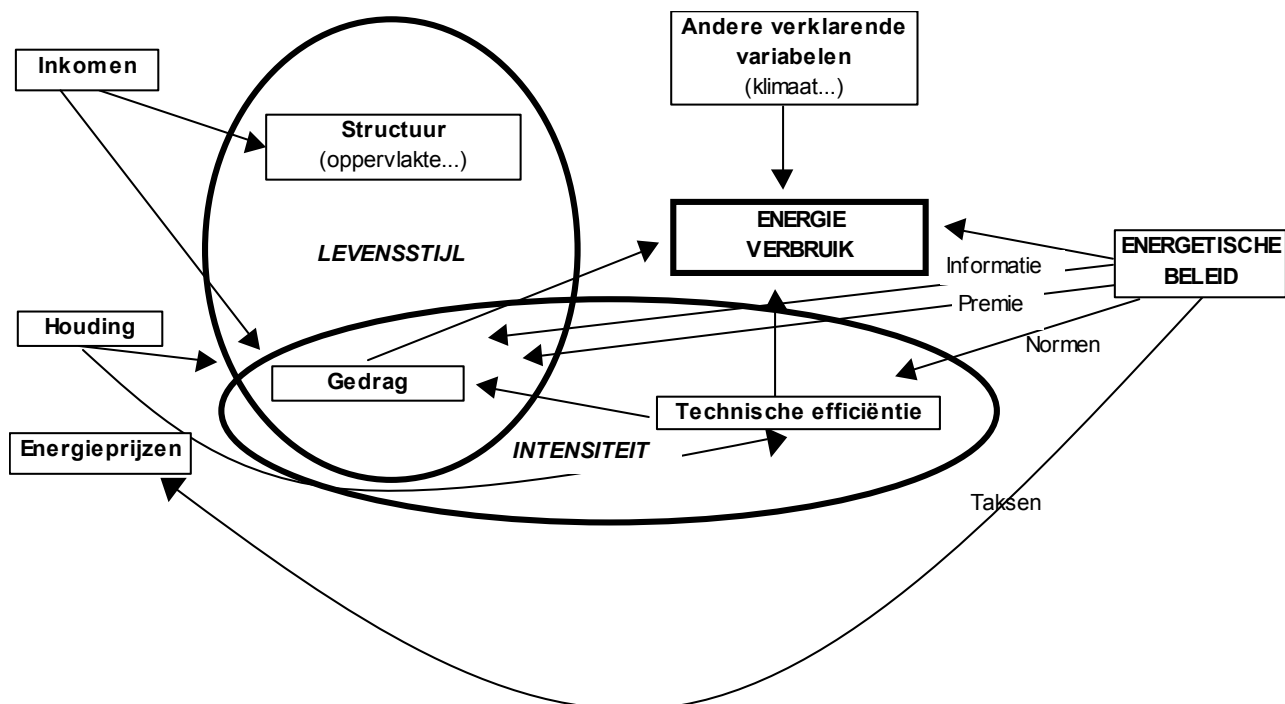 Andere verklarende
variabelen
(klimaat...)
Inkomen
Structuur
(oppervlakte...)
ENERGIE
VERBRUIK
LEVENSSTIJL
ENERGETISCHE
BELEID
Informatie
Premie
Houding
Normen
Gedrag
Technische efficiëntie
Energieprijzen
INTENSITEIT
Taksen